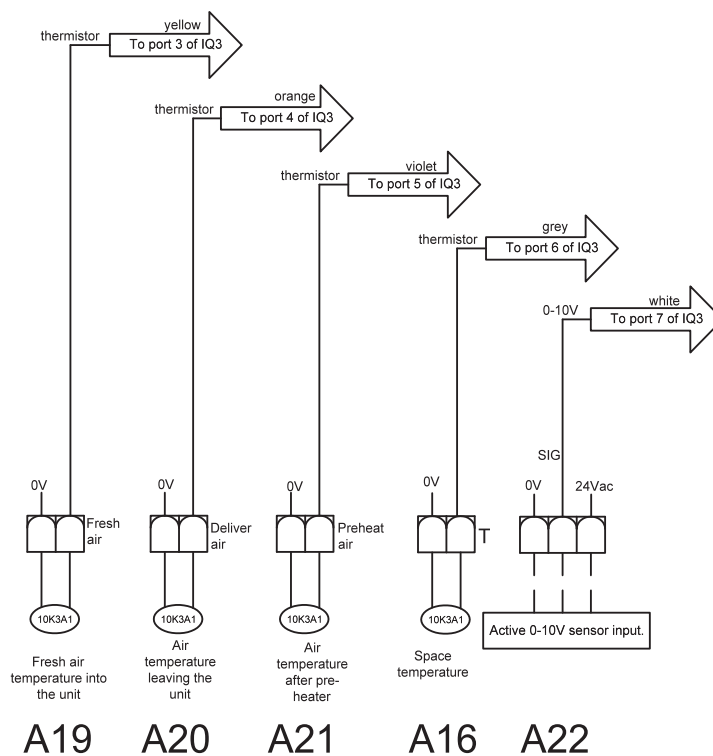 yellow
thermistor
To port 3 of IQ3
orange
thermistor
To port 4 of IQ3
violet
thermistor
To port 5 of IQ3
grey
thermistor
To port 6 of IQ3
white
0-10V
To port 7 of IQ3
SIG
0V
0V
0V
0V
0V
24Vac
Fresh
air
Deliver
air
Preheat
air
T
10K3A1
10K3A1
10K3A1
10K3A1
Active 0-10V sensor input.
Fresh air
temperature into
the unit
Air
temperature
leaving the
unit
Air
temperature
after pre-
heater
Space
temperature
A19
A20
A21
A16
A22